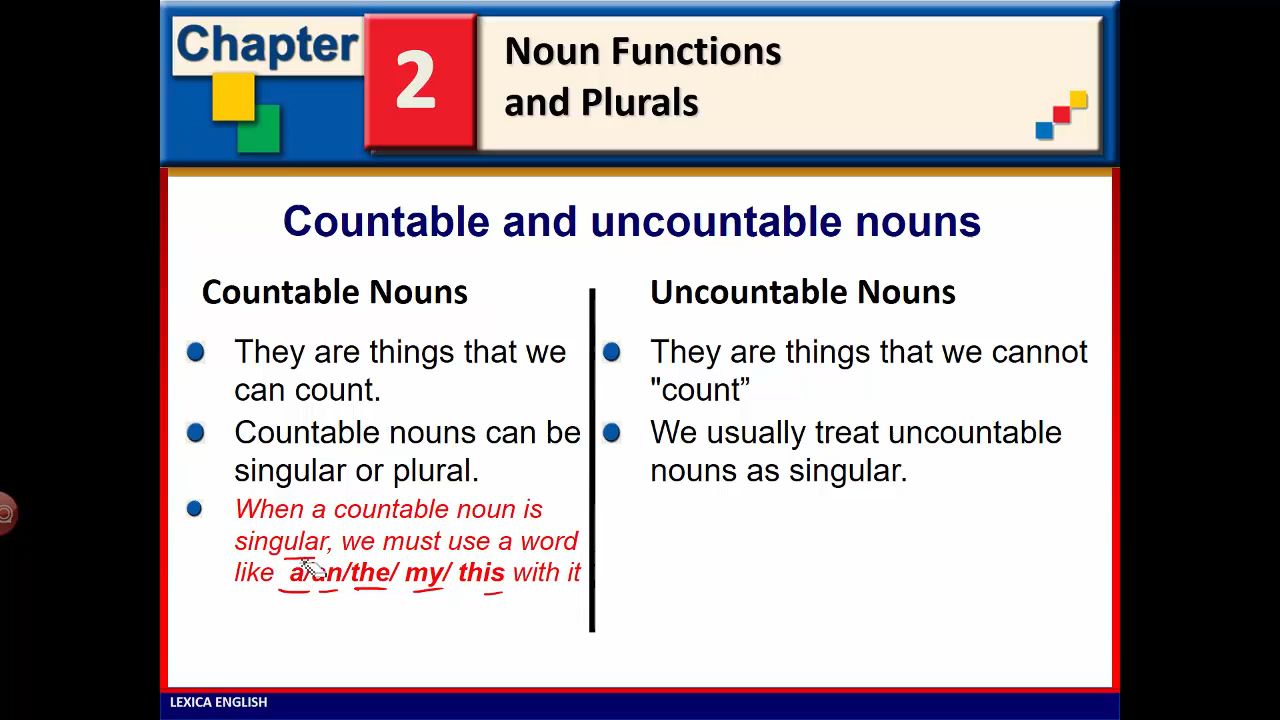 Chapter
2
Noun Functions
and Plurals
Countable and uncountable nouns
Countable Nouns
They are things that we
can count.
Countable nouns can be
singular or plural.
When a countable noun is
singular, we must use a word
like a/an/the/ my/ this with it
Uncountable Nouns
They are things that we cannot
"count”
We usually treat uncountable
nouns as singular.
LEXICA ENGLISH